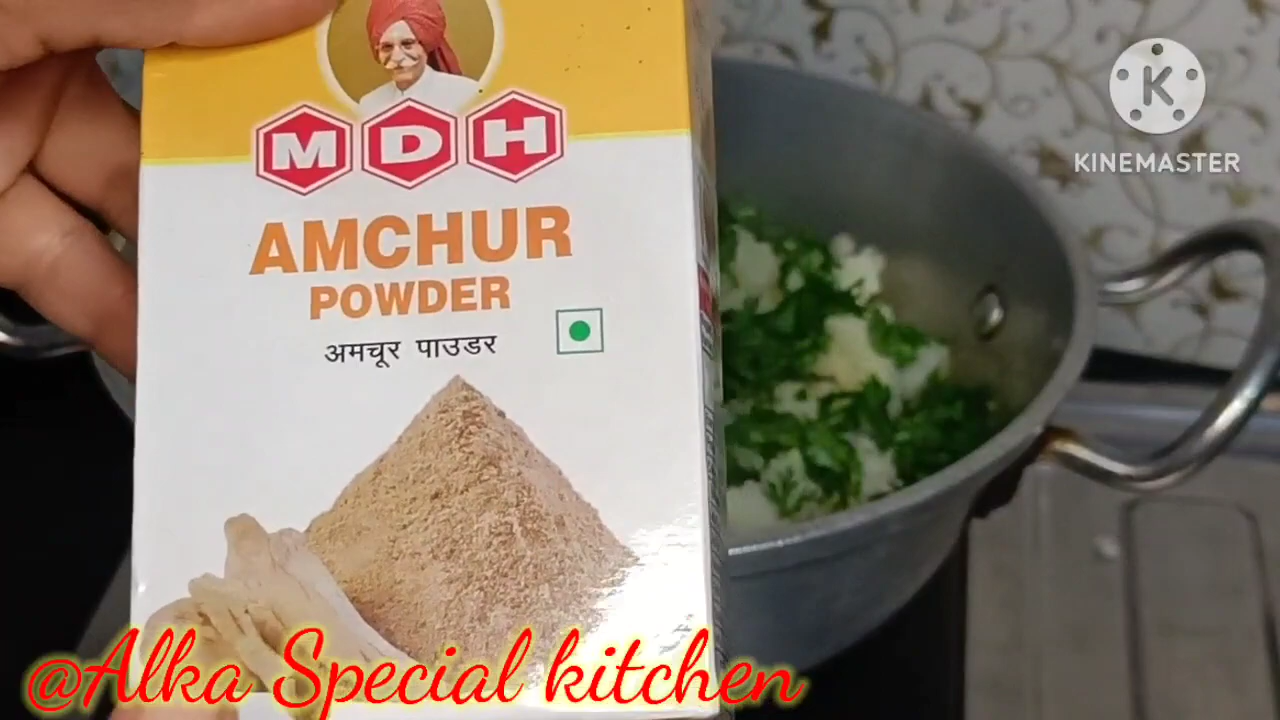 MDH
AMCHUR
POWDER
अमचूर पाउडर
K
KINEMASTER
@Alka Special kitchen